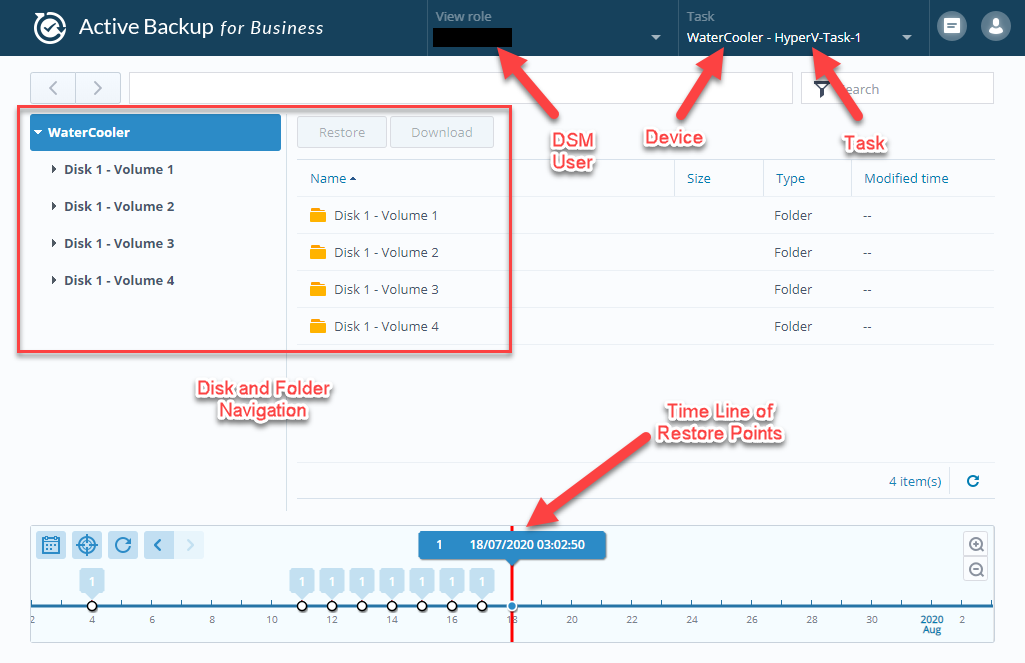 Active Backup for Business
View role
Task
WaterCooler - HyperV-Task-1
earch
DSM
User
Device
Task
WaterCooler
Disk 1 - Volume 1
Disk 1 - Volume 2
Disk 1 - Volume 3
Disk 1 - Volume 4
Restore
Download
Name
Size
Type
Modified time
Disk 1 - Volume 1
Folder
--
Disk 1 - Volume 2
Folder
--
Disk 1 - Volume 3
Folder
--
Disk 1 - Volume 4
Folder
--
Disk and Folder
Navigation
Time Line of
Restore Points
4 item(s)
1 18/07/2020 03:02:50
1 1 1 1 1 1 1 1
2 4 6 8 10 12 14 16 18 20 22 24 26 28 30 2020 2
Aug